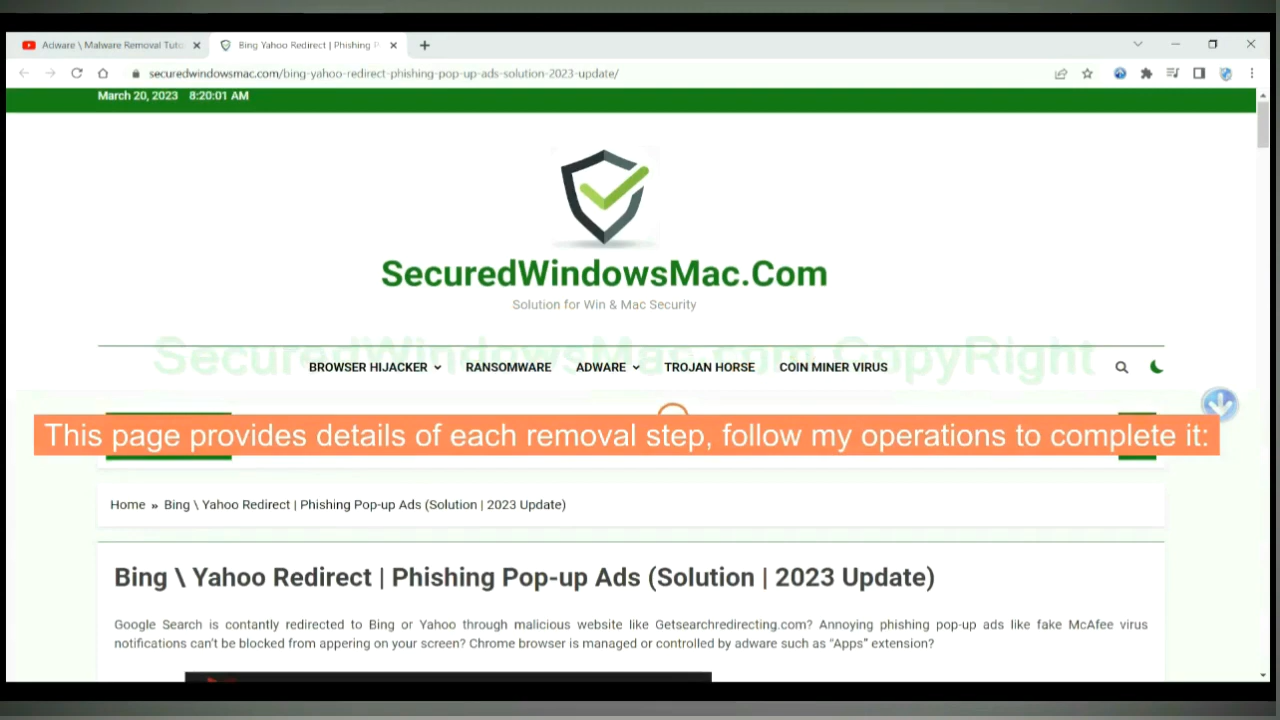 Adware \ Malware Removal Tuto
Bing Yahoo Redirect | Phishing P
securedwindowsmac.com/bing-yahoo-redirect-phishing-pop-up-ads-solution-2023-update/
March 20, 2023 8:20:01 AM
SecuredWindowsMac.Com
Solution for Win & Mac Security
SecuredWindowsMac.com CopyRight
BROWSER HIJACKER RANSOMWARE ADWARE TROJAN HORSE COIN MINER VIRUS
This page provides details of each removal step, follow my operations to complete it:
Home » Bing \ Yahoo Redirect | Phishing Pop-up Ads (Solution | 2023 Update)
Bing \ Yahoo Redirect | Phishing Pop-up Ads (Solution | 2023 Update)
Google Search is contantly redirected to Bing or Yahoo through malicious website like Getsearchredirecting.com? Annoying phishing pop-up ads like fake McAfee virus
notifications can't be blocked from appering on your screen? Chrome browser is managed or controlled by adware such as “Apps” extension?